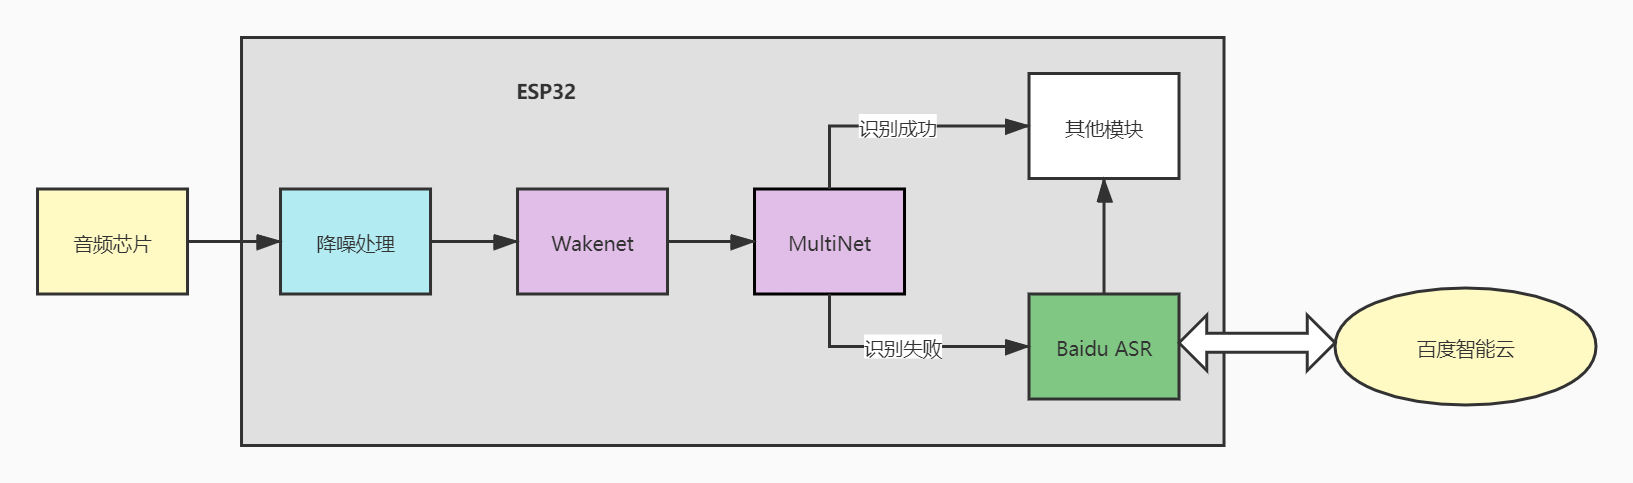 ESP32
识别成功
其他模块
音频芯片
降噪处理
Wakenet
MultiNet
识别失败
Baidu ASR
百度智能云